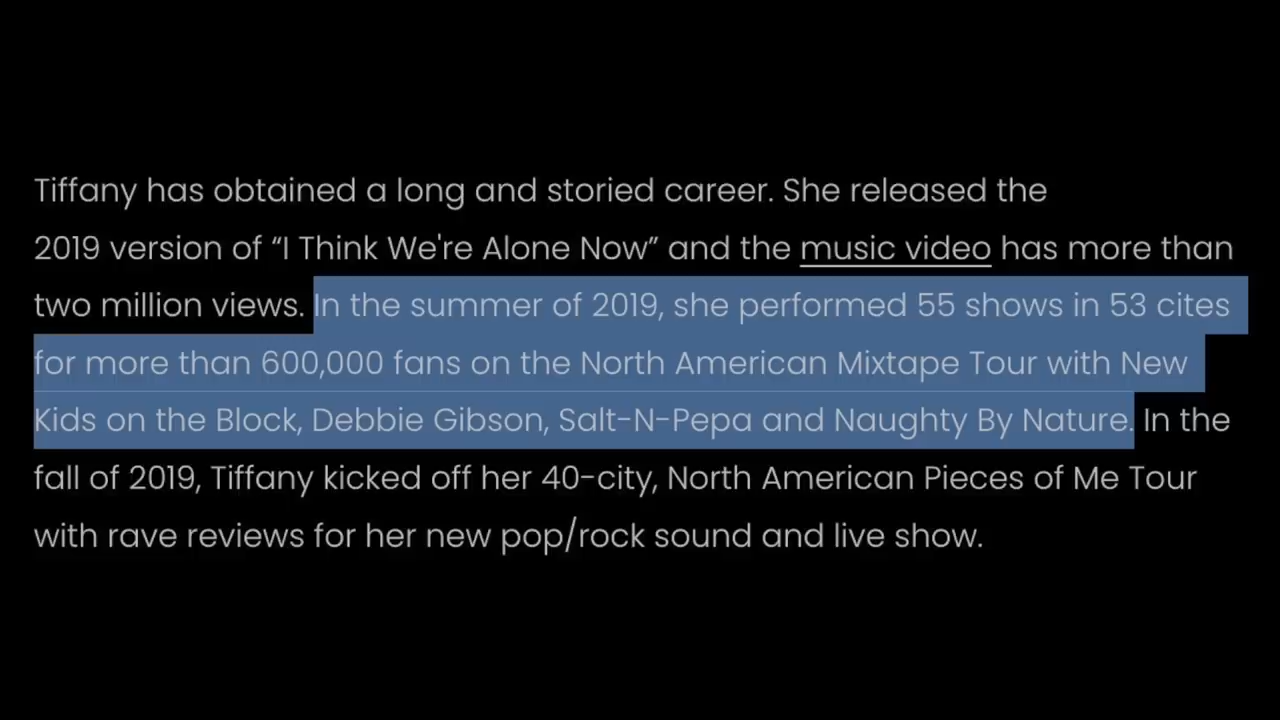 Tiffany has obtained a long and storied career. She released the
2019 version of “I Think We're Alone Now” and the music video has more than
two million views. In the summer of 2019, she performed 55 shows in 53 cites
for more than 600,000 fans on the North American Mixtape Tour with New
Kids on the Block, Debbie Gibson, Salt-N-Pepa and Naughty By Nature. In the
fall of 2019, Tiffany kicked off her 40-city, North American Pieces of Me Tour
with rave reviews for her new pop/rock sound and live show.